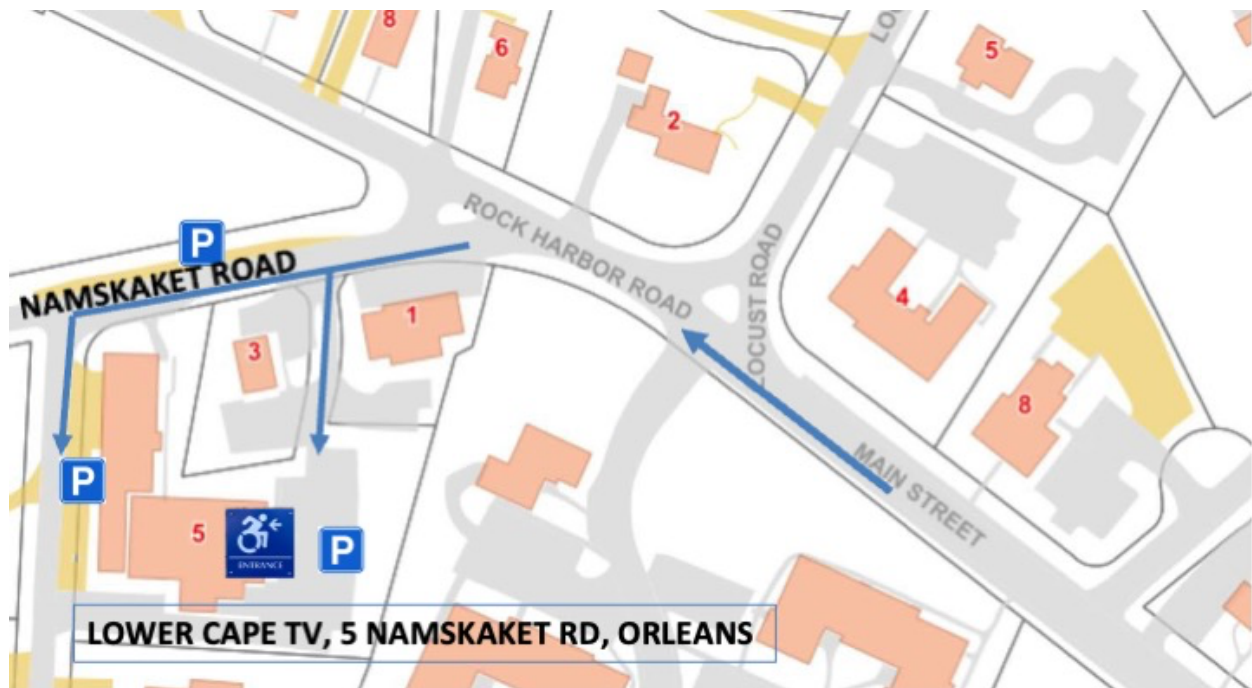 8
6
5
LO
2
P
ROCK HARBOR ROAD
LOCUST ROAD
NAMSKAKET ROAD
4
1
3
8
MAIN STREET
P
5
ENTRANCE
P
LOWER CAPE TV, 5 NAMSKAKET RD, ORLEANS